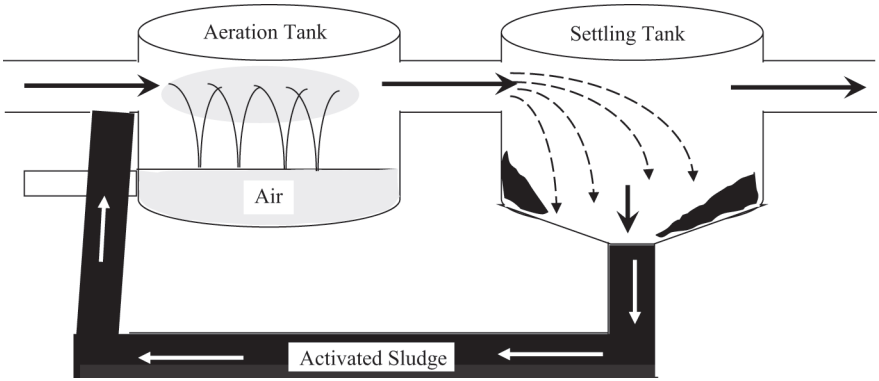 Aeration Tank
Settling Tank
Air
Activated Sludge